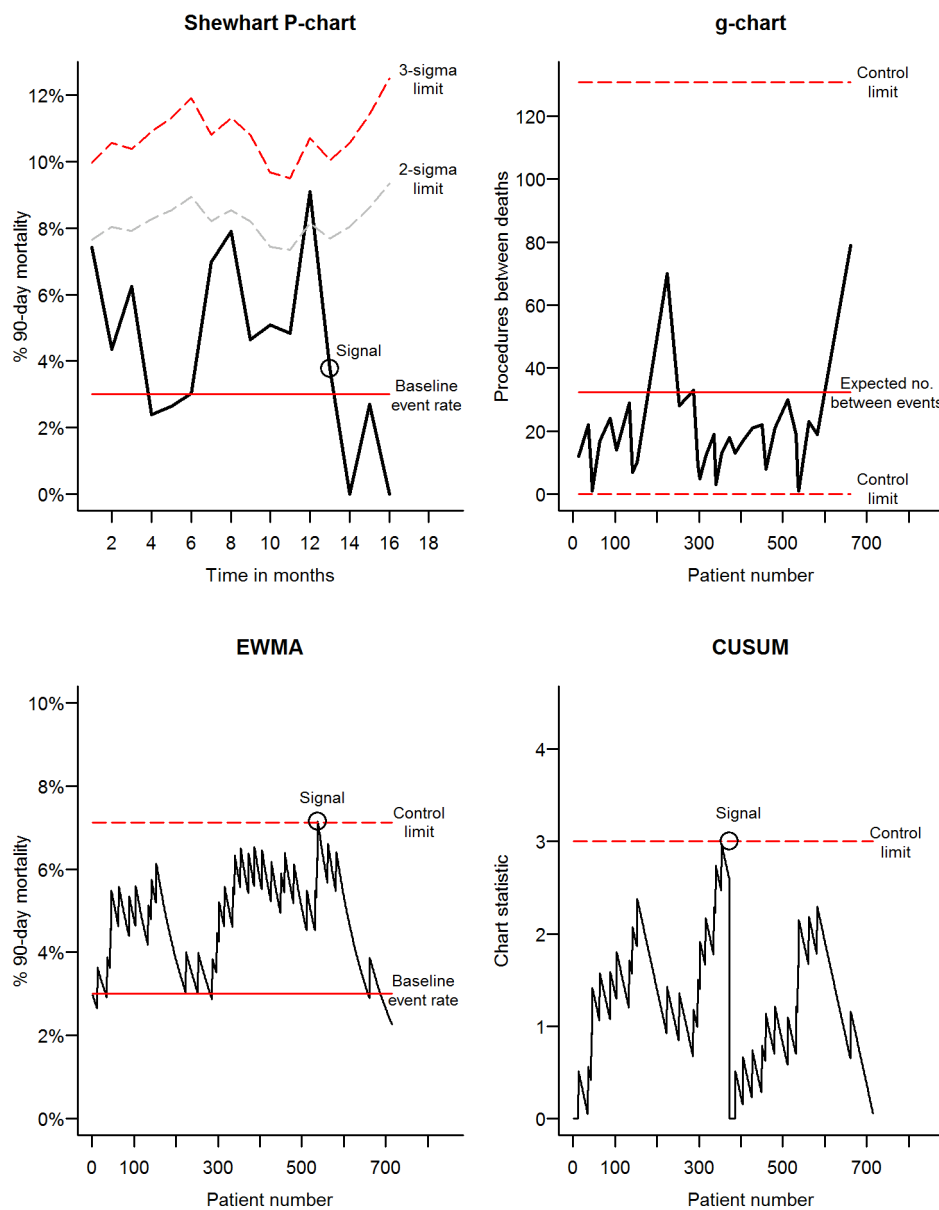 Shewhart P-chart
% 90-day mortality
12%
10%
8%
6%
4%
2%
0%
3-sigma
limit
2-sigma
limit
Signal
Baseline
event rate
2 4 6 8 10 12 14 16 18
Time in months
g-chart
Procedures between deaths
120
100
80
60
40
20
0
Control
limit
Expected no.
between events
Control
limit
0 100 300 500 700
Patient number
EWMA
% 90-day mortality
10%
8%
6%
4%
2%
0%
Signal
Control
limit
Baseline
event rate
0 100 300 500 700
Patient number
CUSUM
Chart statistic
4
3
2
1
0
Signal
Control
limit
0 100 300 500 700
Patient number